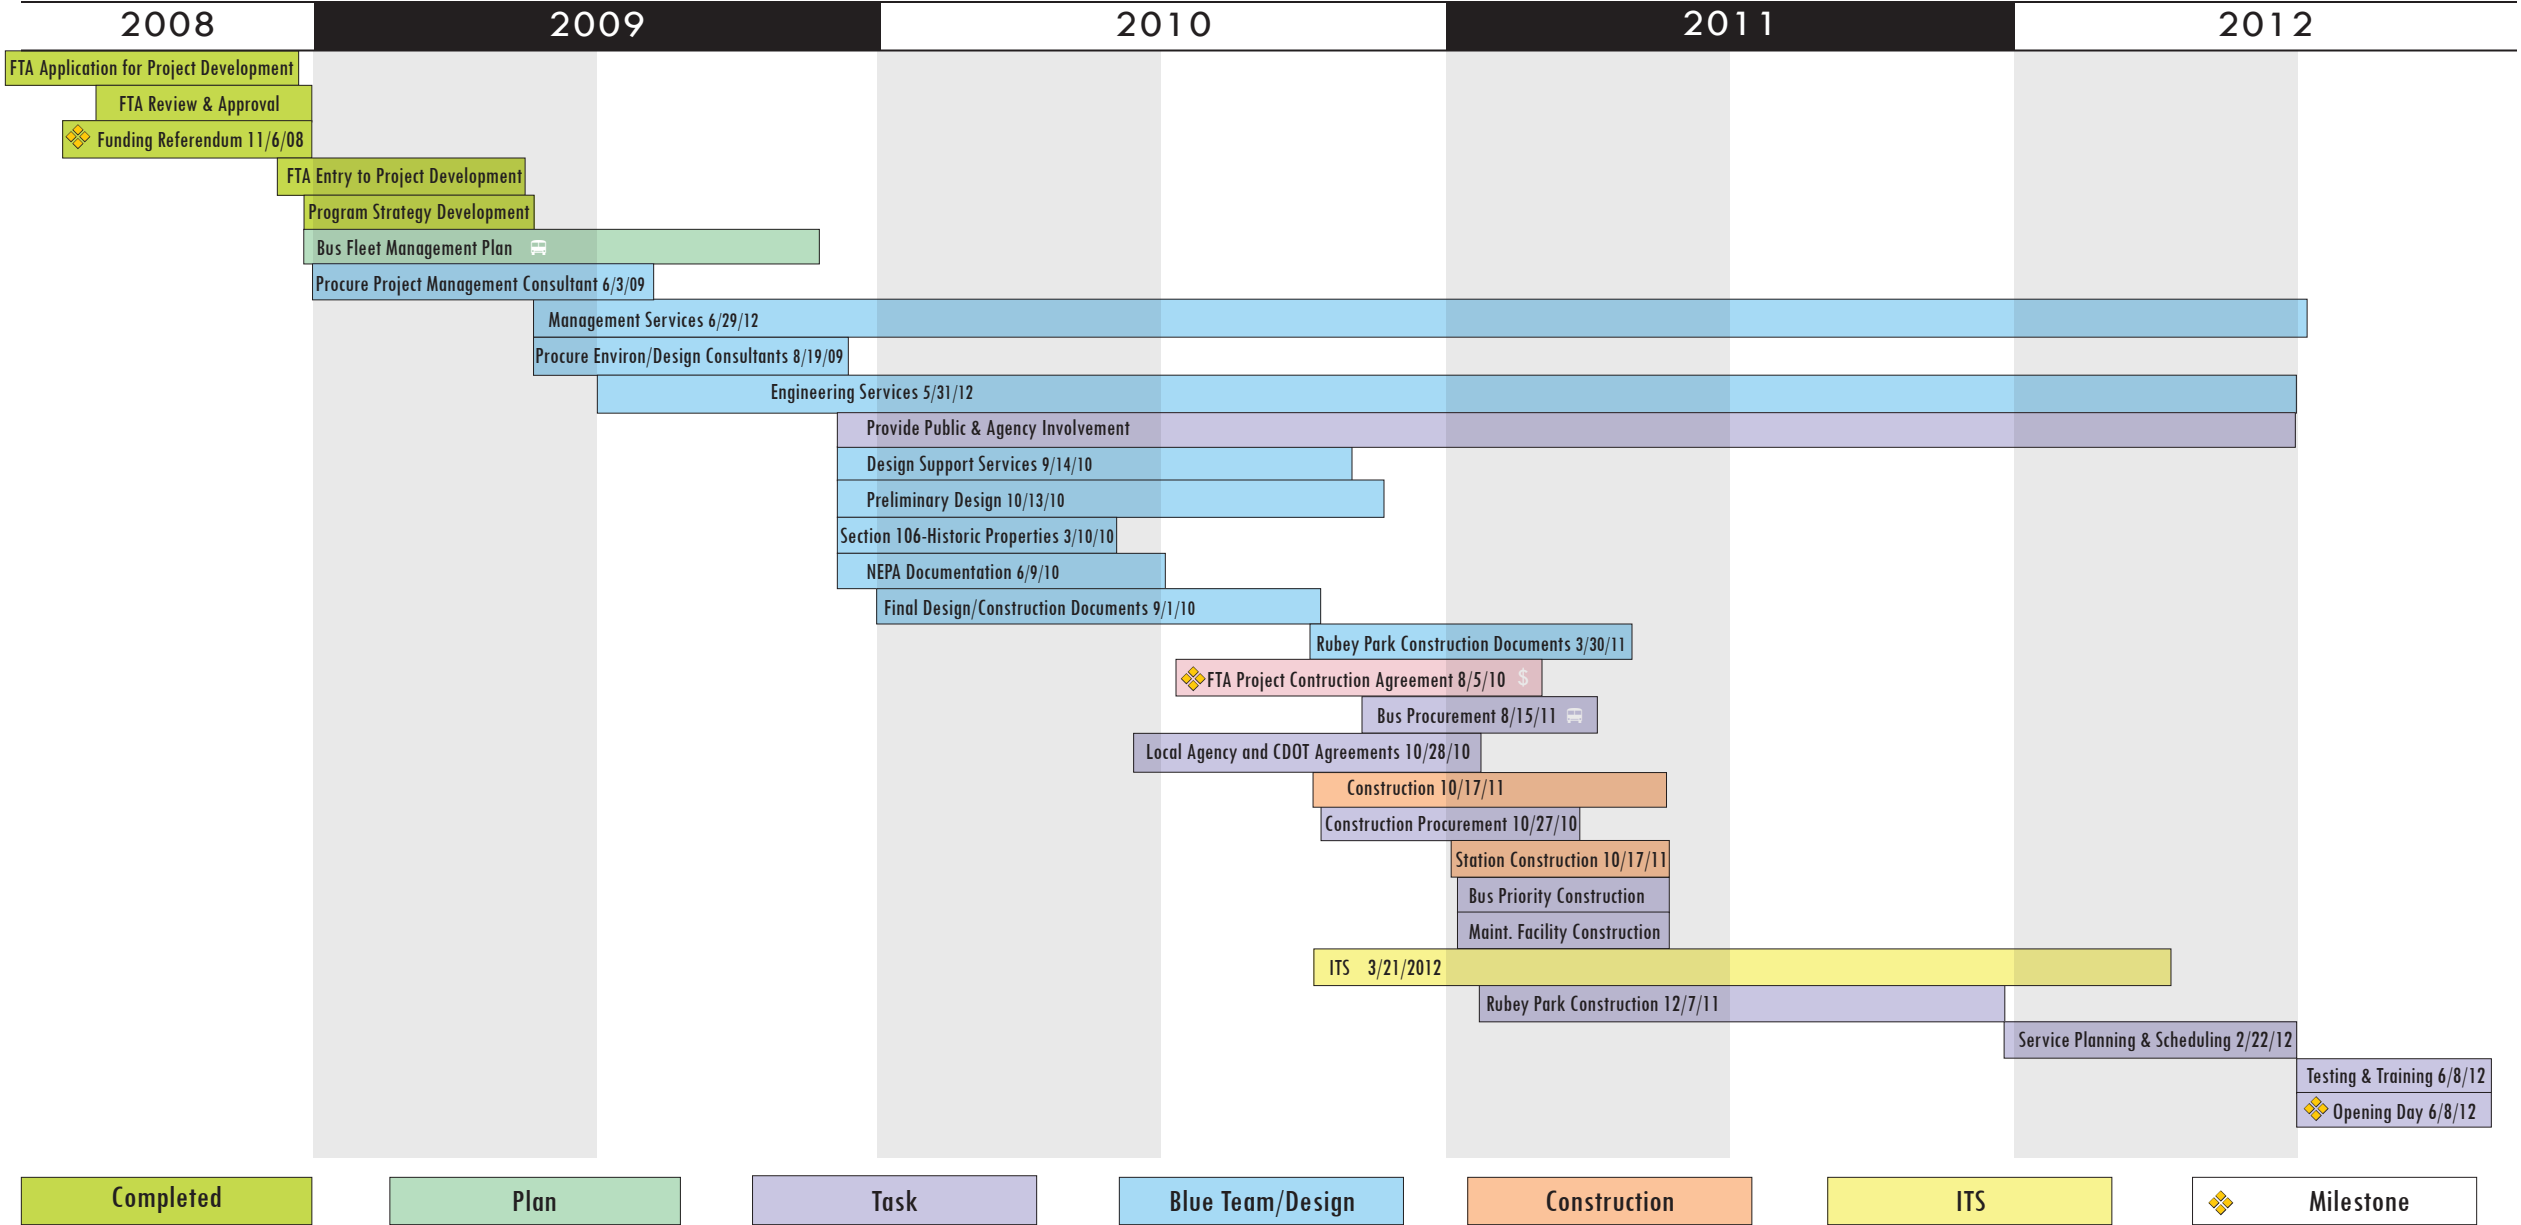 2008 2009 2010 2011 2012
FTA Application for Project Development
FTA Review & Approval
Funding Referendum 11/6/08
FTA Entry to Project Development
Program Strategy Development
Bus Fleet Management Plan
Procure Project Management Consultant 6/3/09
Management Services 6/29/12
Procure Environ/Design Consultants 8/19/09
Engineering Services 5/31/12
Provide Public & Agency Involvement
Design Support Services 9/14/10
Preliminary Design 10/13/10
Section 106-Historic Properties 3/10/10
NEPA Documentation 6/9/10
Final Design/Construction Documents 9/1/10
Rubey Park Construction Documents 3/30/11
FTA Project Contruction Agreement 8/5/10 $
Bus Procurement 8/15/11
Local Agency and CDOT Agreements 10/28/10
Construction 10/17/11
Construction Procurement 10/27/10
Station Construction 10/17/11
Bus Priority Construction
Maint. Facility Construction
ITS 3/21/2012
Rubey Park Construction 12/7/11
Service Planning & Scheduling 2/22/12
Testing & Training 6/8/12
Opening Day 6/8/12
Completed Plan Task Blue Team/Design Construction ITS Milestone